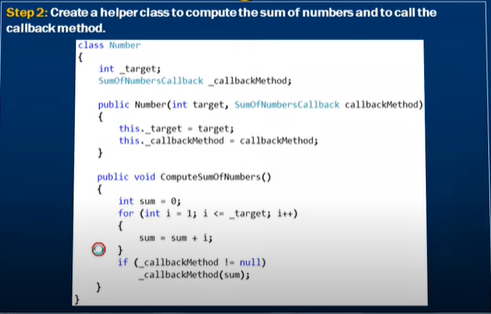 Step 2: Create a helper class to compute the sum of numbers and to call the
callback method.
class Number
{
int _target;
SumOfNumbersCallback _callbackMethod;
public Number(int target, SumOfNumbersCallback callbackMethod)
{
this._target = target;
this._callbackMethod = callbackMethod;
}
public void ComputeSumOfNumbers()
{
int sum = 0;
for (int i = 1; i <= _target; i++)
{
sum = sum + i;
}
if (_callbackMethod != null)
_callbackMethod(sum);
}
}